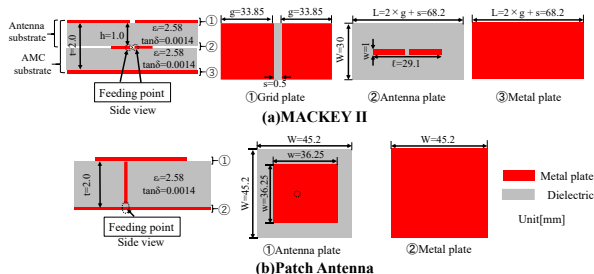 Antenna
substrate
AMC
substrate
t=2.0
h=1.0
εᵣ=2.58
tanδ=0.0014
εᵣ=2.58
tanδ=0.0014
①
②
③
Feeding point
Side view
g=33.85
g=33.85
s=0.5
①Grid plate
L=2×g+s=68.2
W=30
w=1
ℓ=29.1
②Antenna plate
L=2×g+s=68.2
③Metal plate
(a)MACKEY II
t=2.0
εᵣ=2.58
tanδ=0.0014
①
②
Feeding point
Side view
W=45.2
w=36.25
W=45.2
w=36.25
①Antenna plate
W=45.2
②Metal plate
Metal plate
Dielectric
Unit[mm]
(b)Patch Antenna